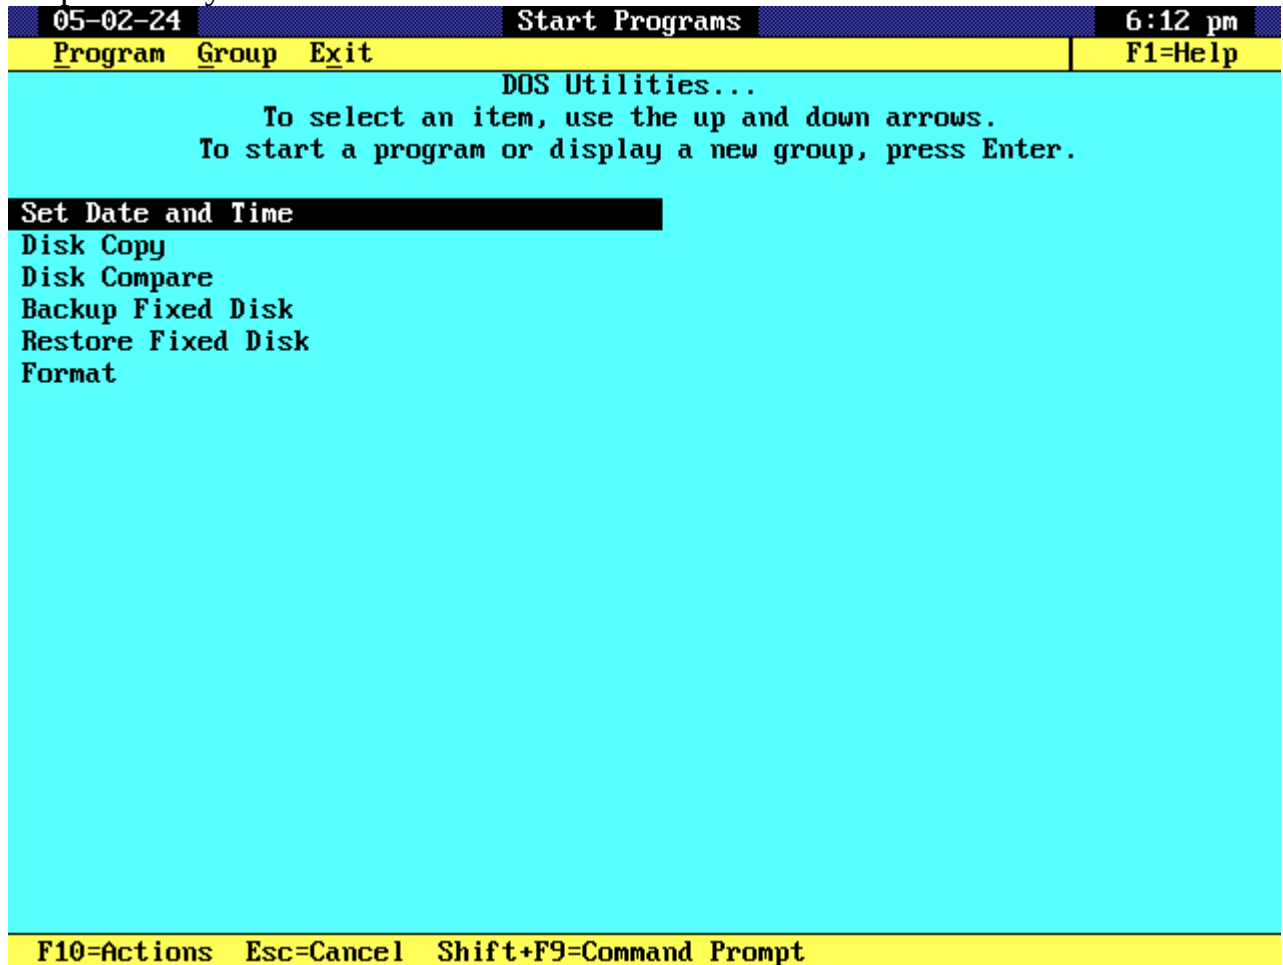 05-02-24 Start Programs 6:12 pm
Program Group Exit F1=Help
DOS Utilities...
To select an item, use the up and down arrows.
To start a program or display a new group, press Enter.
Set Date and Time
Disk Copy
Disk Compare
Backup Fixed Disk
Restore Fixed Disk
Format
F10=Actions Esc=Cancel Shift+F9=Command Prompt